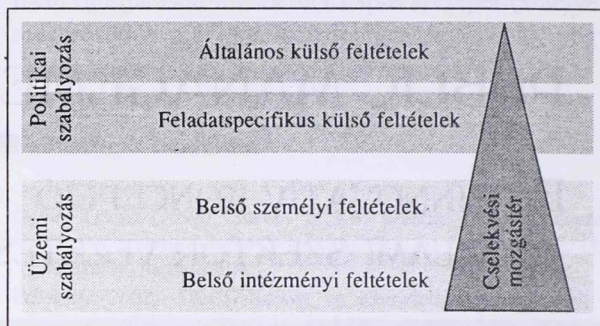 Politikai
szabályozás
Általános külső feltételek
Feladatspecifikus külső feltételek
Üzemi
szabályozás
Belső személyi feltételek
Belső intézményi feltételek
Cselekvési
mozgástér